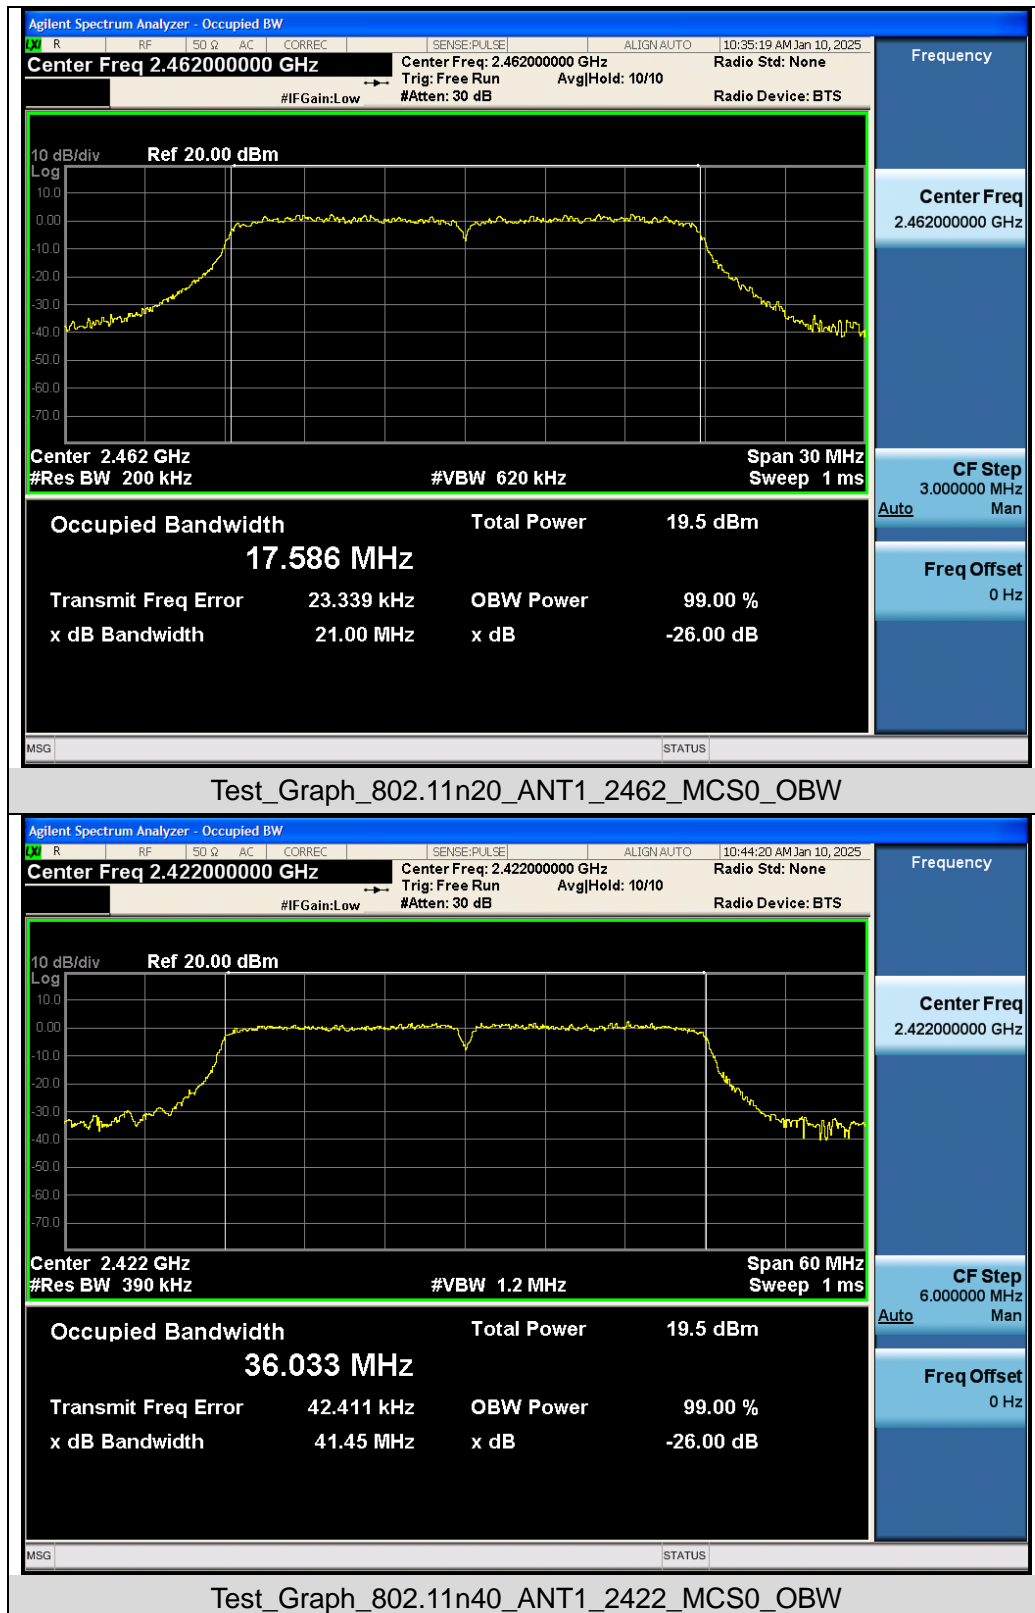 Agilent Spectrum Analyzer - Occupied BW
LXI R RF 50 Ω AC CORREC SENSE:PULSE ALIGN AUTO 10:35:19 AM Jan 10, 2025
Center Freq 2.462000000 GHz Center Freq: 2.462000000 GHz Radio Std: None Frequency
Trig: Free Run Avg|Hold: 10/10
#IFGain:Low #Atten: 30 dB Radio Device: BTS
10 dB/div Ref 20.00 dBm
Log
10.0
0.00
-10.0
-20.0
-30.0
-40.0
-50.0
-60.0
-70.0
Center Freq
2.462000000 GHz
Center 2.462 GHz Span 30 MHz
#Res BW 200 kHz #VBW 620 kHz Sweep 1 ms
CF Step
3.000000 MHz
Auto Man
Occupied Bandwidth Total Power 19.5 dBm
17.586 MHz
Freq Offset
0 Hz
Transmit Freq Error 23.339 kHz OBW Power 99.00 %
x dB Bandwidth 21.00 MHz x dB -26.00 dB
MSG STATUS
Test_Graph_802.11n20_ANT1_2462_MCS0_OBW
Agilent Spectrum Analyzer - Occupied BW
LXI R RF 50 Ω AC CORREC SENSE:PULSE ALIGN AUTO 10:44:20 AM Jan 10, 2025
Center Freq 2.422000000 GHz Center Freq: 2.422000000 GHz Radio Std: None Frequency
Trig: Free Run Avg|Hold: 10/10
#IFGain:Low #Atten: 30 dB Radio Device: BTS
10 dB/div Ref 20.00 dBm
Log
10.0
0.00
-10.0
-20.0
-30.0
-40.0
-50.0
-60.0
-70.0
Center Freq
2.422000000 GHz
Center 2.422 GHz Span 60 MHz
#Res BW 390 kHz #VBW 1.2 MHz Sweep 1 ms
CF Step
6.000000 MHz
Auto Man
Occupied Bandwidth Total Power 19.5 dBm
36.033 MHz
Freq Offset
0 Hz
Transmit Freq Error 42.411 kHz OBW Power 99.00 %
x dB Bandwidth 41.45 MHz x dB -26.00 dB
MSG STATUS
Test_Graph_802.11n40_ANT1_2422_MCS0_OBW